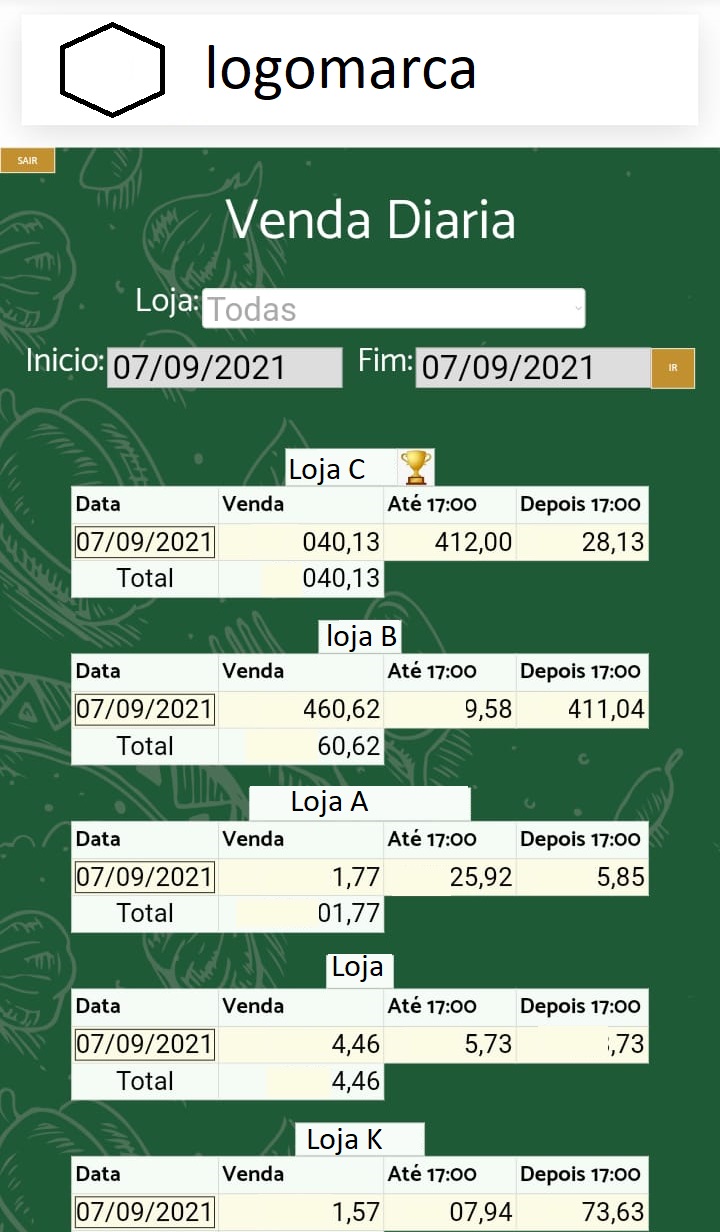 logomarca
SAIR
Venda Diaria
Loja: Todas
Inicio: 07/09/2021 Fim: 07/09/2021 IR
Loja C
Data Venda Até 17:00 Depois 17:00
07/09/2021 040,13 412,00 28,13
Total 040,13
loja B
Data Venda Até 17:00 Depois 17:00
07/09/2021 460,62 9,58 411,04
Total 60,62
Loja A
Data Venda Até 17:00 Depois 17:00
07/09/2021 1,77 25,92 5,85
Total 01,77
Loja
Data Venda Até 17:00 Depois 17:00
07/09/2021 4,46 5,73 ,73
Total 4,46
Loja K
Data Venda Até 17:00 Depois 17:00
07/09/2021 1,57 07,94 73,63